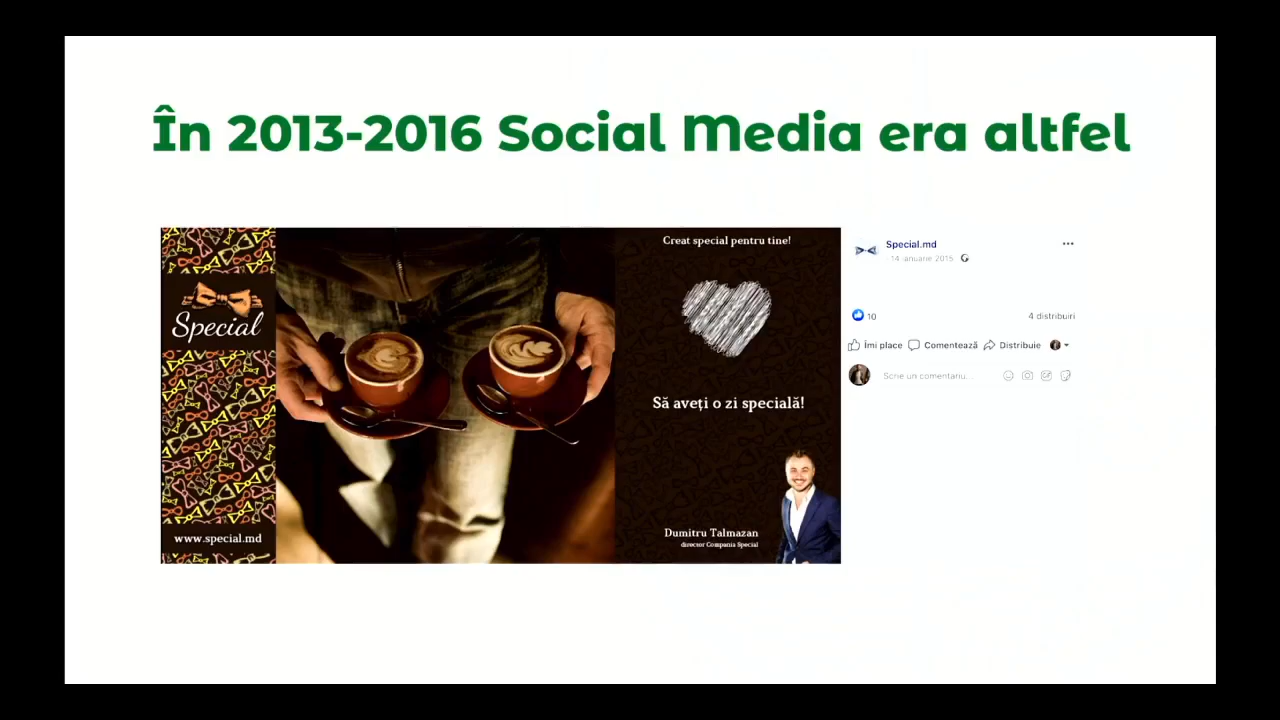 În 2013-2016 Social Media era altfel
Special
www.special.md
Creat special pentru tine!
Să aveți o zi specială!
Dumitru Talmazan
director Compania Special
Special.md
14 ianuarie 2015
10
4 distribuiri
Îmi place
Comentează
Distribuie
Scrie un comentariu...